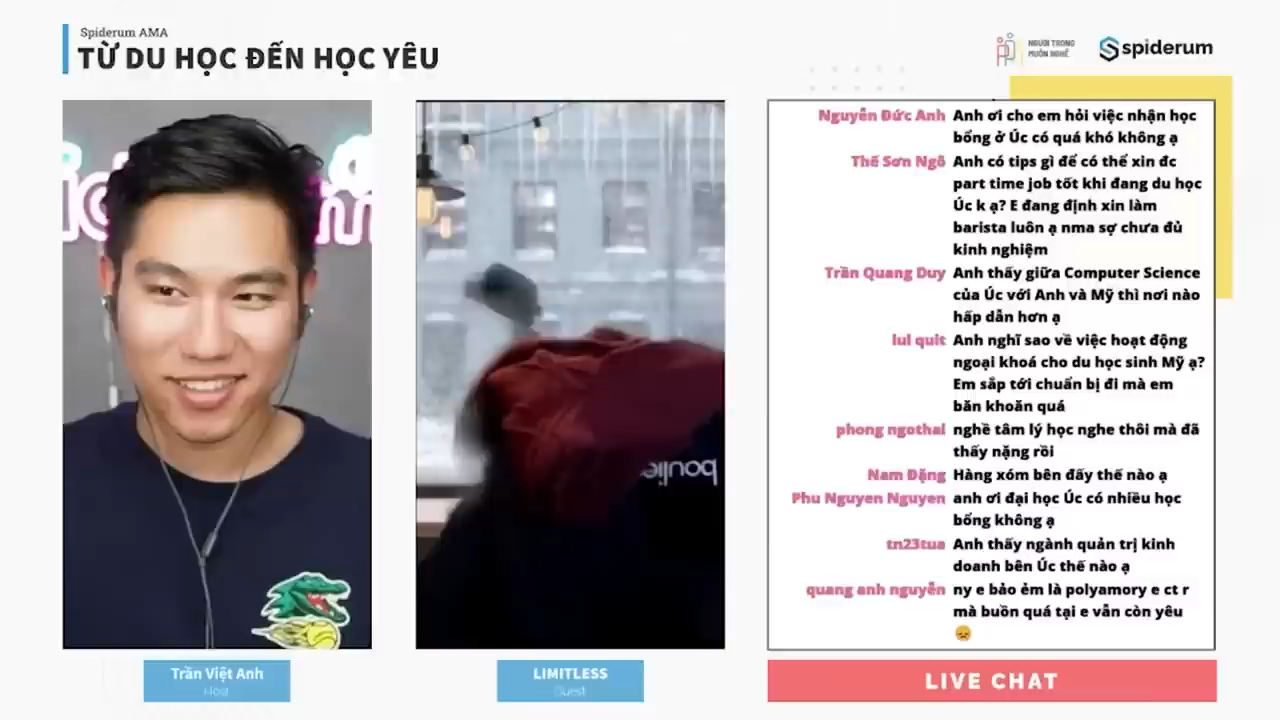 Spiderum AMA
TỪ DU HỌC ĐẾN HỌC YÊU
NGƯỜI TRONG
MUÔN NGHỀ
spiderum
boulie
Nguyễn Đức Anh Anh ơi cho em hỏi việc nhận học
bổng ở Úc có quá khó không ạ
Thế Sơn Ngô Anh có tips gì để có thể xin đc
part time job tốt khi đang du học
Úc k ạ? E đang định xin làm
barista luôn ạ nma sợ chưa đủ
kinh nghiệm
Trần Quang Duy Anh thấy giữa Computer Science
của Úc với Anh và Mỹ thì nơi nào
hấp dẫn hơn ạ
lul quit Anh nghĩ sao về việc hoạt động
ngoại khoá cho du học sinh Mỹ ạ?
Em sắp tới chuẩn bị đi mà em
băn khoăn quá
phong ngothai nghề tâm lý học nghe thôi mà đã
thấy nặng rồi
Nam Đặng Hàng xóm bên đấy thế nào ạ
Phu Nguyen Nguyen anh ơi đại học Úc có nhiều học
bổng không ạ
tn23tua Anh thấy ngành quản trị kinh
doanh bên Úc thế nào ạ
quang anh nguyễn ny e bảo ẻm là polyamory e ct r
mà buồn quá tại e vẫn còn yêu
😞
Trần Việt Anh
Host
LIMITLESS
Guest
LIVE CHAT